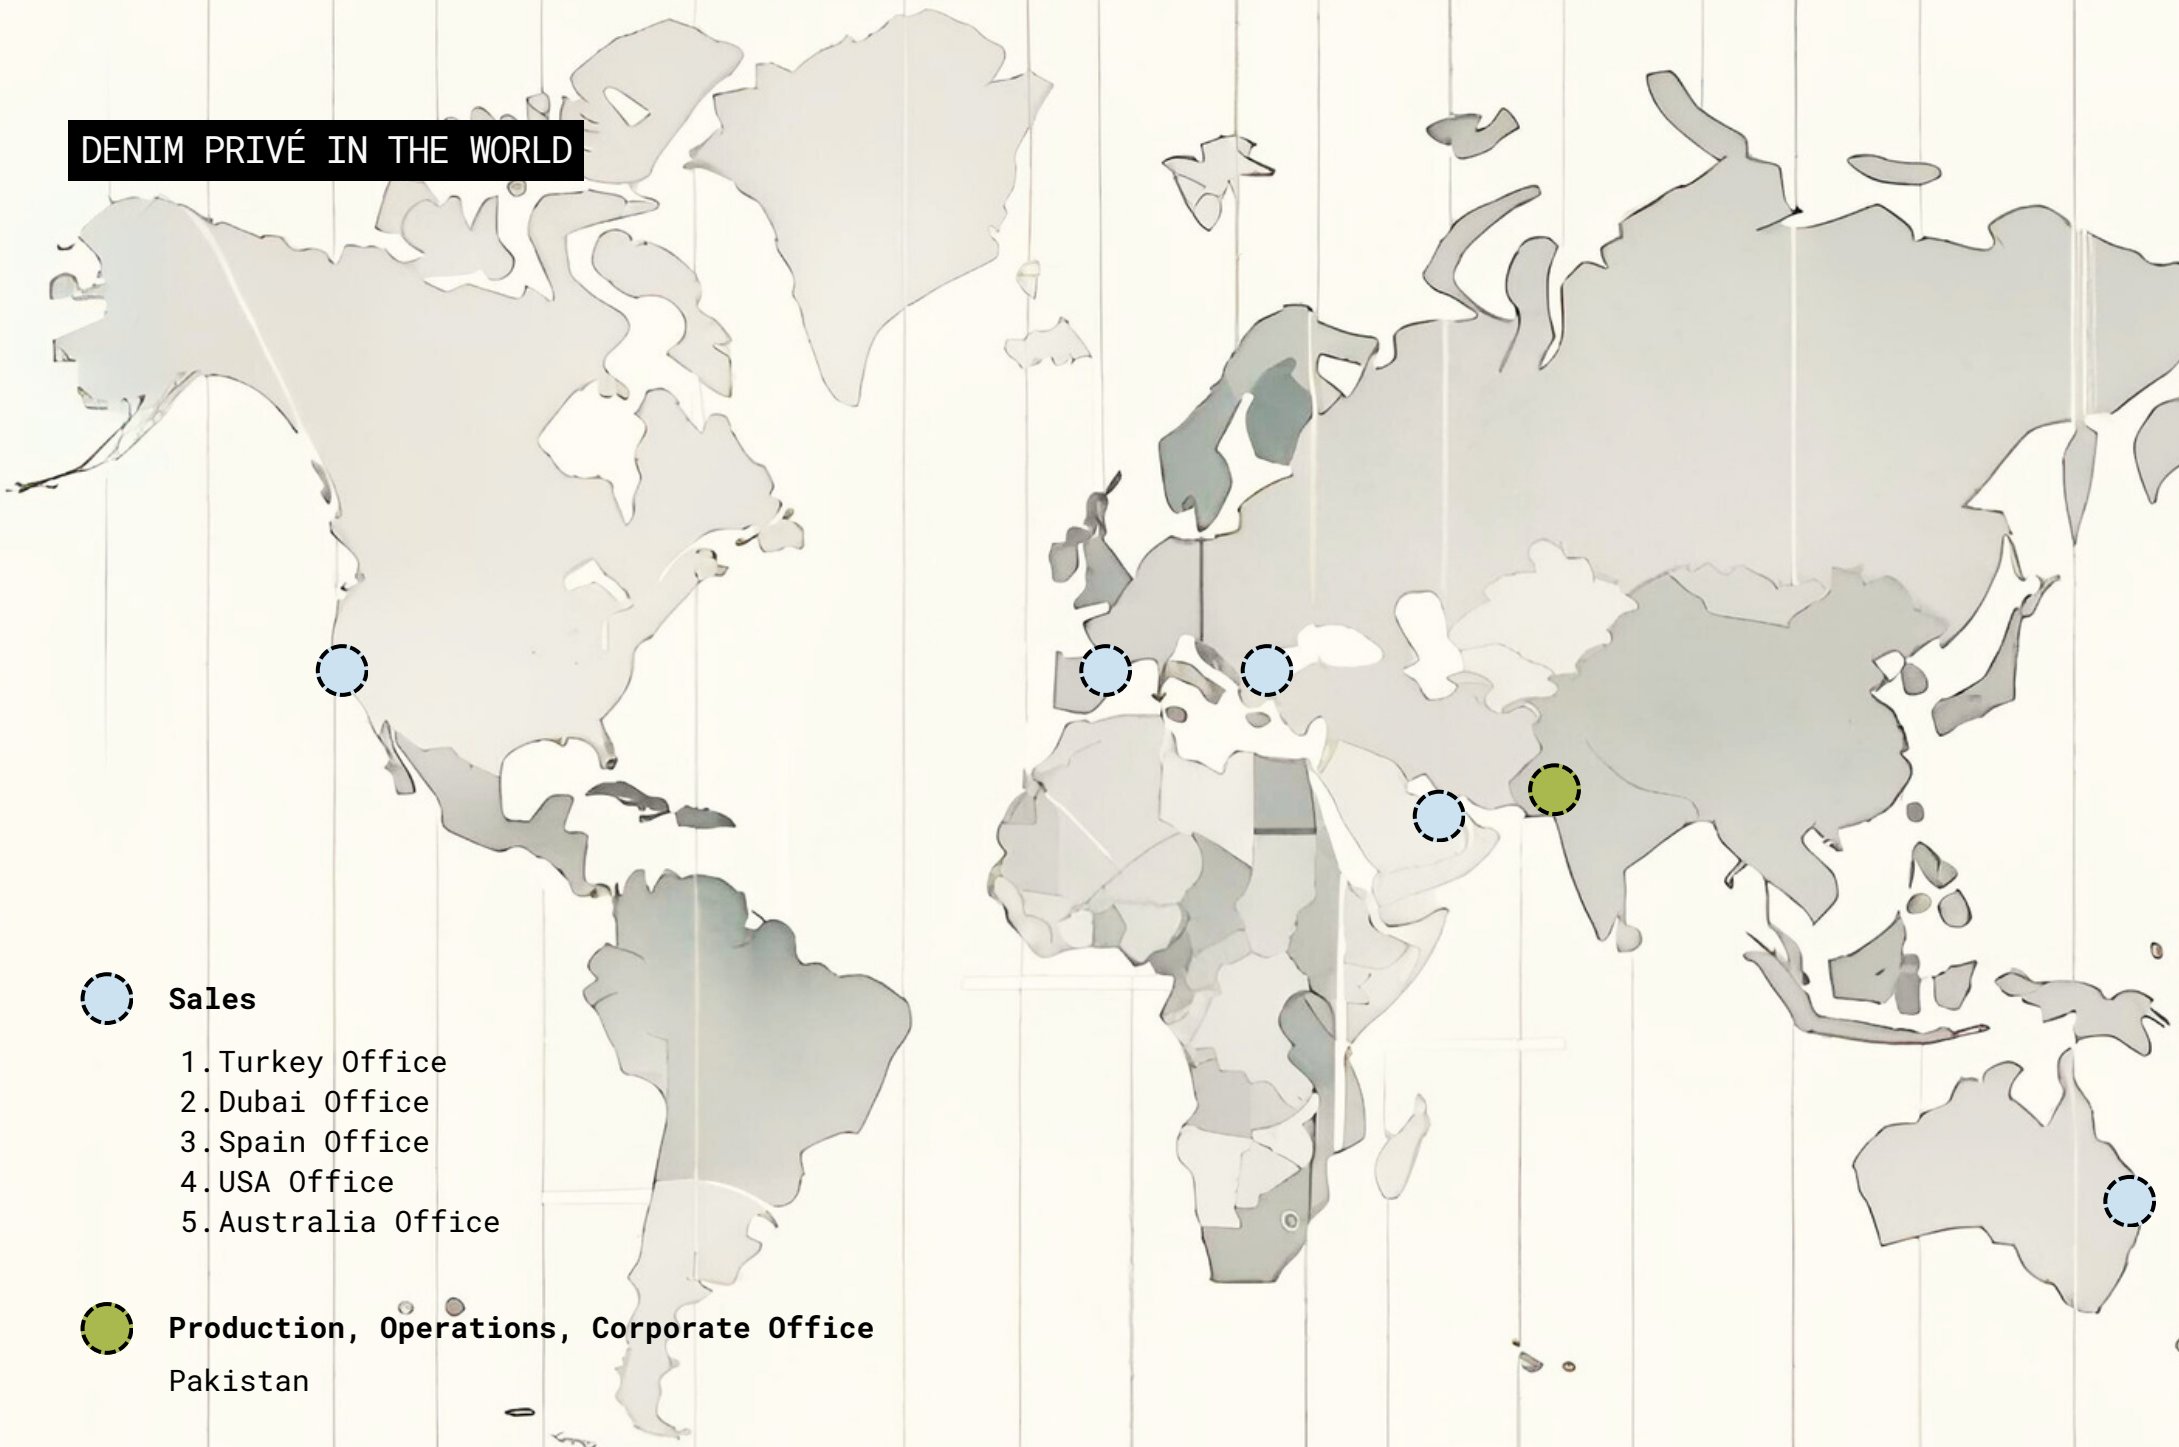 DENIM PRIVÉ IN THE WORLD
Sales
1. Turkey Office
2. Dubai Office
3. Spain Office
4. USA Office
5. Australia Office
Production, Operations, Corporate Office
Pakistan